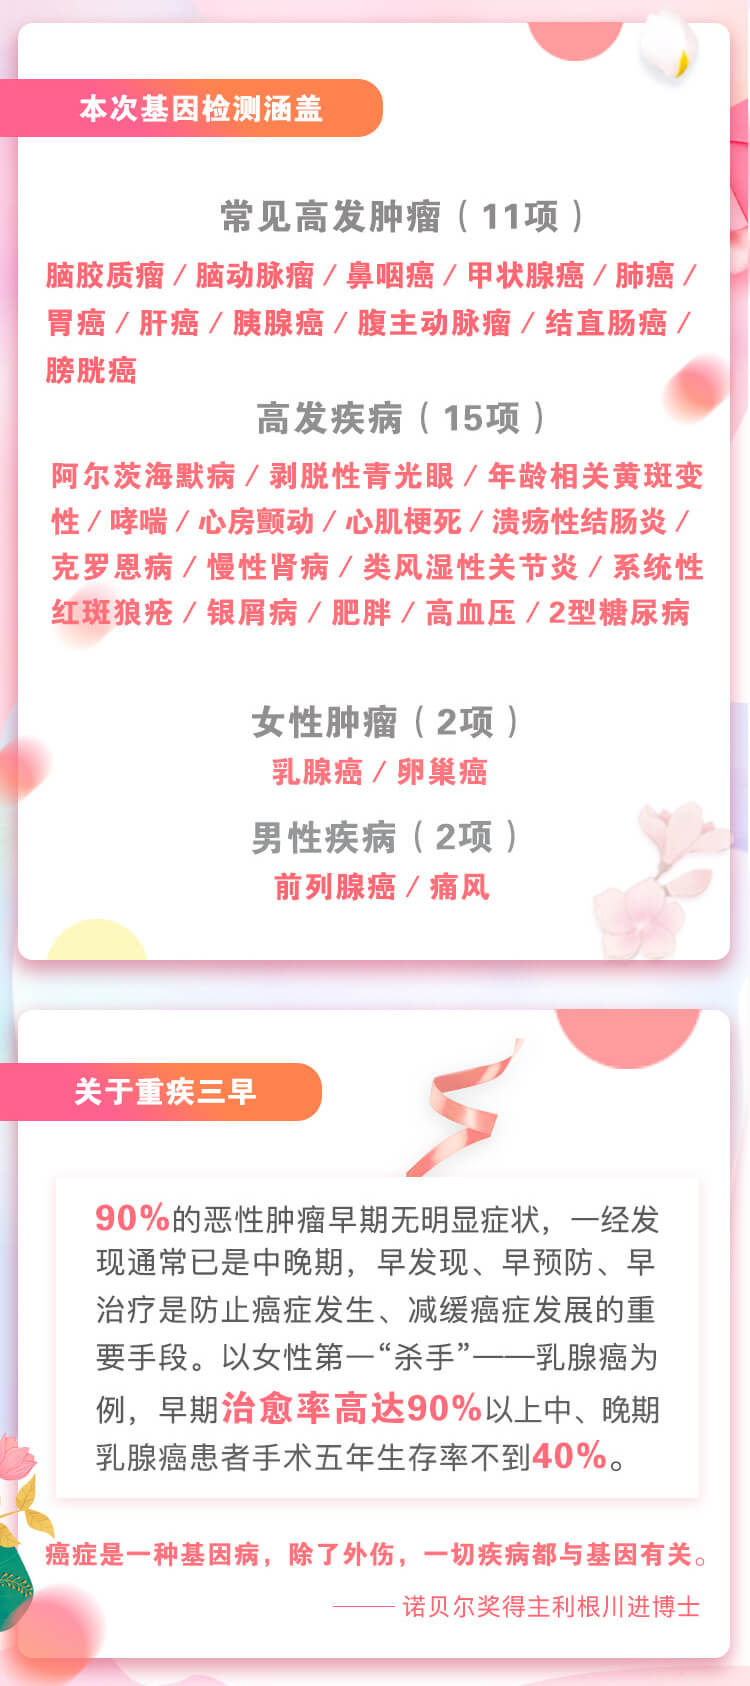 本次基因检测涵盖
常见高发肿瘤（11项）
脑胶质瘤/脑动脉瘤/鼻咽癌/甲状腺癌/肺癌/
胃癌/肝癌/胰腺癌/腹主动脉瘤/结直肠癌/
膀胱癌
高发疾病（15项）
阿尔茨海默病/剥脱性青光眼/年龄相关黄斑变
性/哮喘/心房颤动/心肌梗死/溃疡性结肠炎/
克罗恩病/慢性肾病/类风湿性关节炎/系统性
红斑狼疮/银屑病/肥胖/高血压/2型糖尿病
女性肿瘤（2项）
乳腺癌/卵巢癌
男性疾病（2项）
前列腺癌/痛风
关于重疾三早
90%的恶性肿瘤早期无明显症状，一经发
现通常已是中晚期，早发现、早预防、早
治疗是防止癌症发生、减缓癌症发展的重
要手段。以女性第一“杀手”——乳腺癌为
例，早期治愈率高达90%以上中、晚期
乳腺癌患者手术五年生存率不到40%。
癌症是一种基因病，除了外伤，一切疾病都与基因有关。
——诺贝尔奖得主利根川进博士